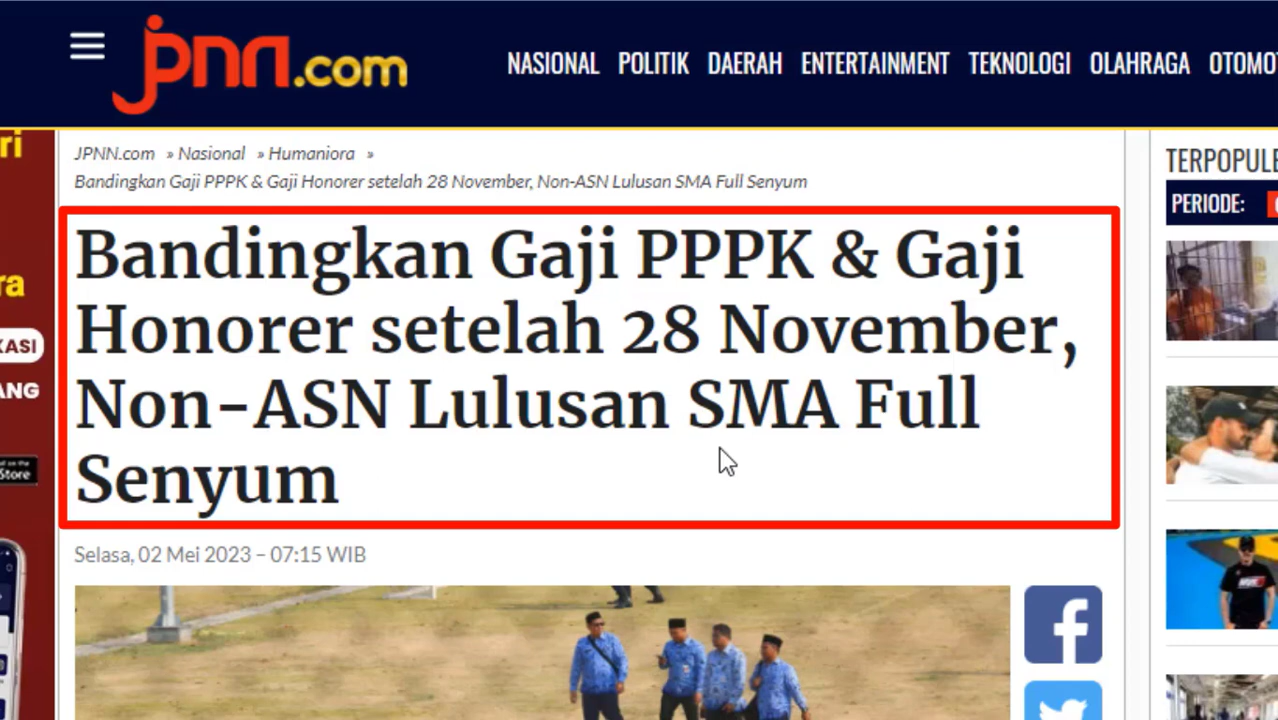 jpnn.com
NASIONAL POLITIK DAERAH ENTERTAINMENT TEKNOLOGI OLAHRAGA
JPNN.com » Nasional » Humaniora »
Bandingkan Gaji PPPK & Gaji Honorer setelah 28 November, Non-ASN Lulusan SMA Full Senyum
Bandingkan Gaji PPPK & Gaji
Honorer setelah 28 November,
Non-ASN Lulusan SMA Full
Senyum
Selasa, 02 Mei 2023 – 07:15 WIB
PERIODE:
Store